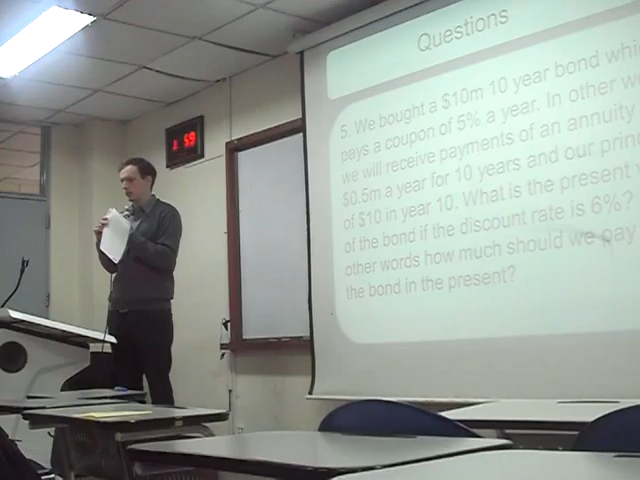 Questions
5. We bought a $10m 10 year bond whi
pays a coupon of 5% a year. In other w
we will receive payments of an annuity
$0.5m a year for 10 years and our prin
of $10 in year 10. What is the present v
of the bond if the discount rate is 6%?
other words how much should we pay
the bond in the present?